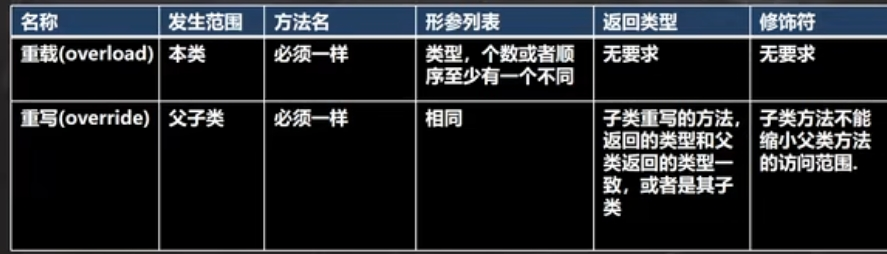 名称 发生范围 方法名 形参列表 返回类型 修饰符
重载(overload) 本类 必须一样 类型，个数或者顺 无要求 无要求
序至少有一个不同
重写(override) 父子类 必须一样 相同 子类重写的方法， 子类方法不能
返回的类型和父 缩小父类方法
类返回的类型一 的访问范围.
致，或者是其子
类